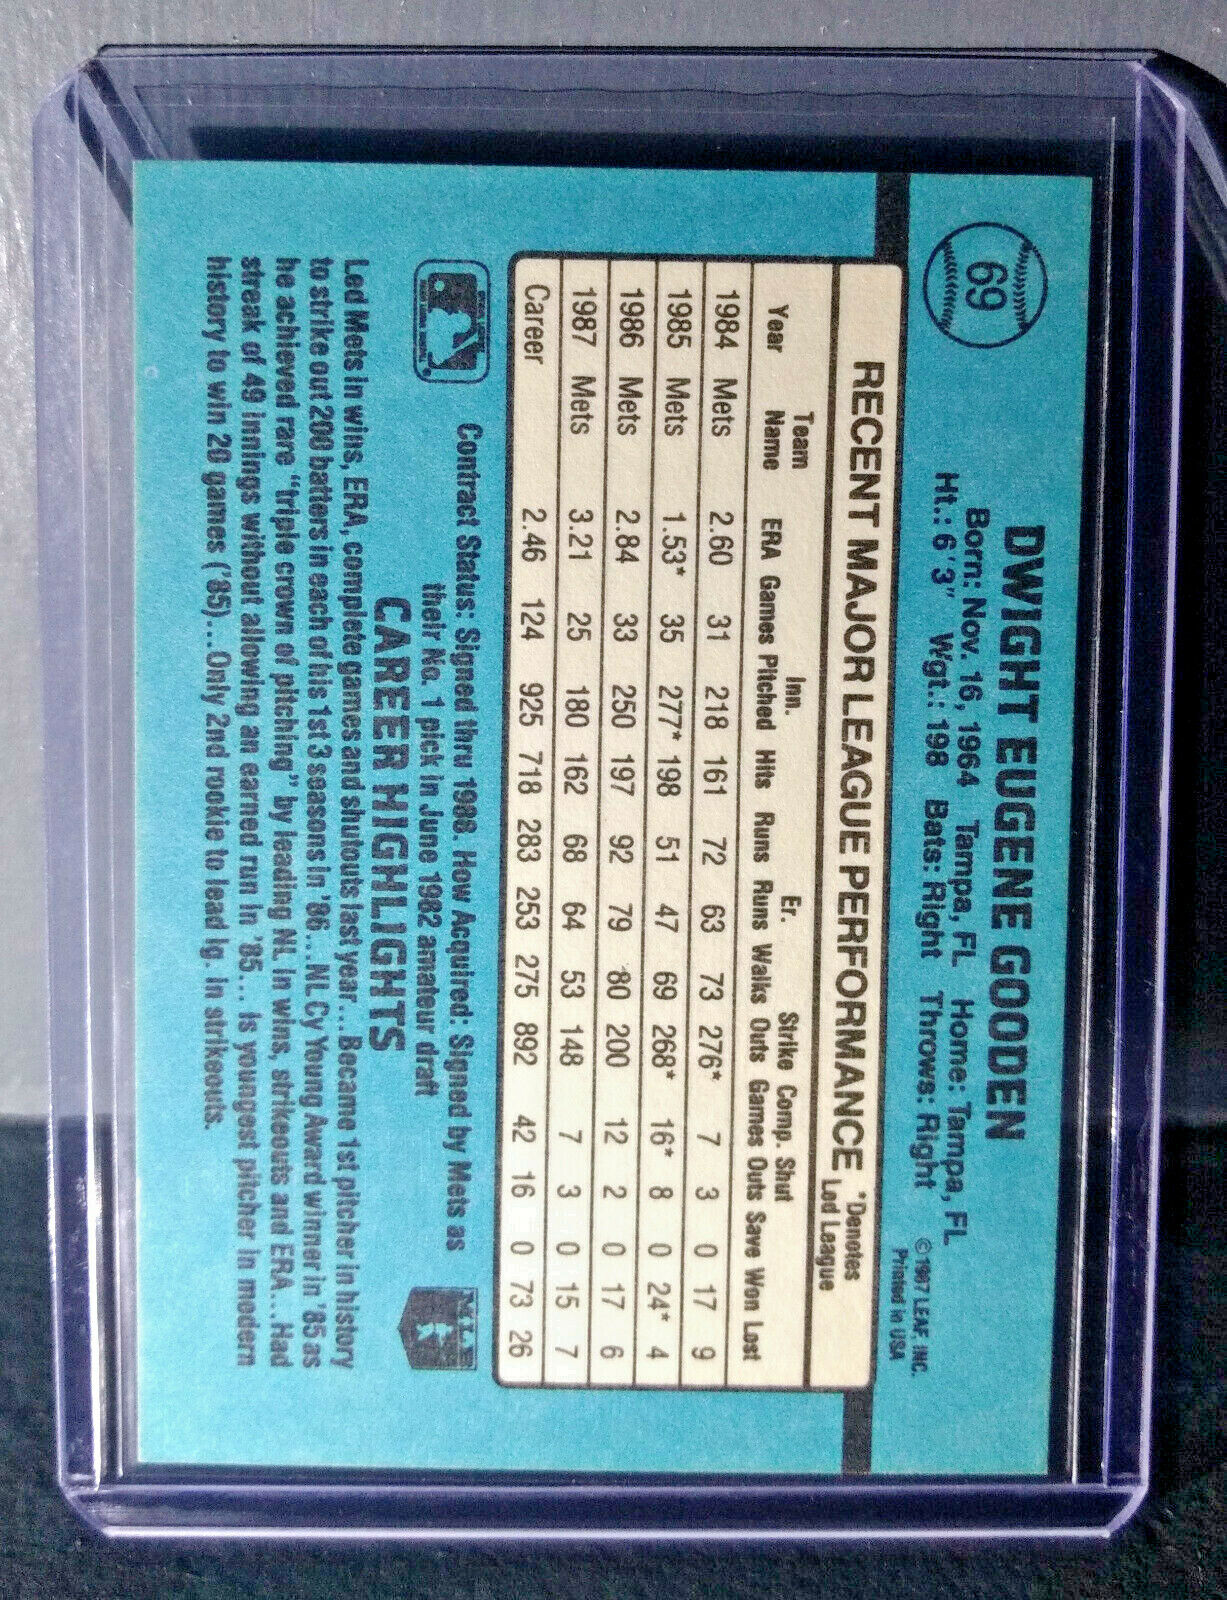 69
DWIGHT EUGENE GOODEN
Born: Nov. 16, 1964 Tampa, FL Home: Tampa, FL
Ht.: 6'3" Wgt.: 198 Bats: Right Throws: Right
©1987 LEAF, INC.
Printed in USA
RECENT MAJOR LEAGUE PERFORMANCE *Denotes Led League
Team Inn. Er. Strike Comp. Shut
Year Name ERA Games Pitched Hits Runs Runs Walks Outs Games Outs Save Won Lost
1984 Mets 2.60 31 218 161 72 63 73 276* 7 3 0 17 9
1985 Mets 1.53* 35 277* 198 51 47 69 268* 16* 8 0 24* 4
1986 Mets 2.84 33 250 197 92 79 80 200 12 2 0 17 6
1987 Mets 3.21 25 180 162 68 64 53 148 7 3 0 15 7
Career 2.46 124 925 718 283 253 275 892 42 16 0 73 26
Contract Status: Signed thru 1988. How Acquired: Signed by Mets as
their No. 1 pick in June 1982 amateur draft
CAREER HIGHLIGHTS
Led Mets in wins, ERA, complete games and shutouts last year...Became 1st pitcher in history
to strike out 200 batters in each of his 1st 3 seasons in '86...NL Cy Young Award winner in '85 as
he achieved rare "triple crown of pitching" by leading NL in wins, strikeouts and ERA...Had
streak of 49 innings without allowing an earned run in '85... is youngest pitcher in modern
history to win 20 games ('85)...Only 2nd rookie to lead lg. in strikeouts.